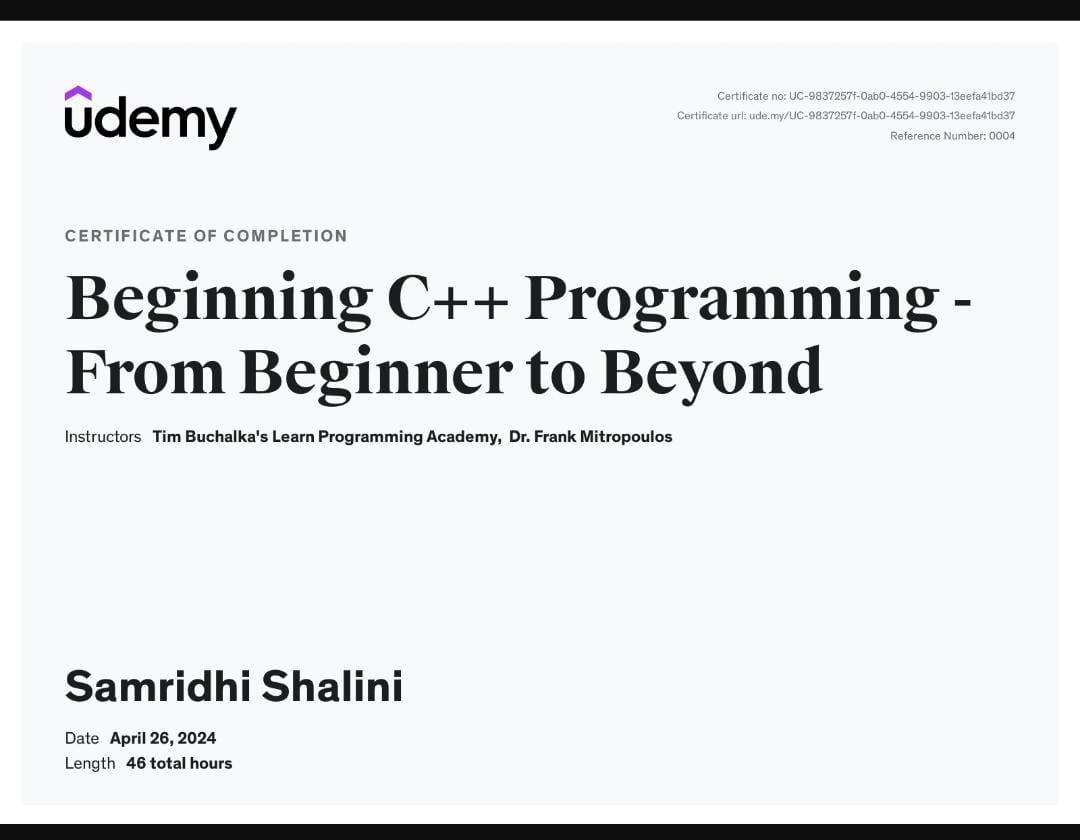 udemy
Certificate no: UC-9837257f-0ab0-4554-9903-13eefa41bd37
Certificate url: ude.my/UC-9837257f-0ab0-4554-9903-13eefa41bd37
Reference Number: 0004
CERTIFICATE OF COMPLETION
Beginning C++ Programming -
From Beginner to Beyond
Instructors Tim Buchalka's Learn Programming Academy, Dr. Frank Mitropoulos
Samridhi Shalini
Date April 26, 2024
Length 46 total hours